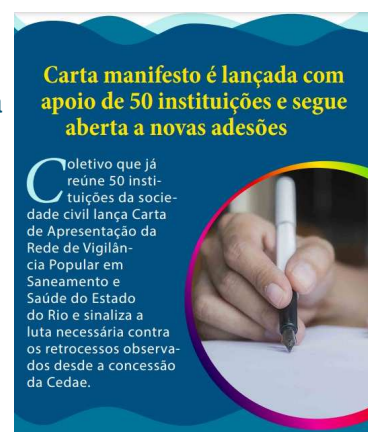 Carta manifesto é lançada com
apoio de 50 instituições e segue
aberta a novas adesões
Coletivo que já
reúne 50 insti-
tuições da socie-
dade civil lança Carta
de Apresentação da
Rede de Vigilân-
cia Popular em
Saneamento e
Saúde do Estado
do Rio e sinaliza a
luta necessária contra
os retrocessos observa-
dos desde a concessão
da Cedae.